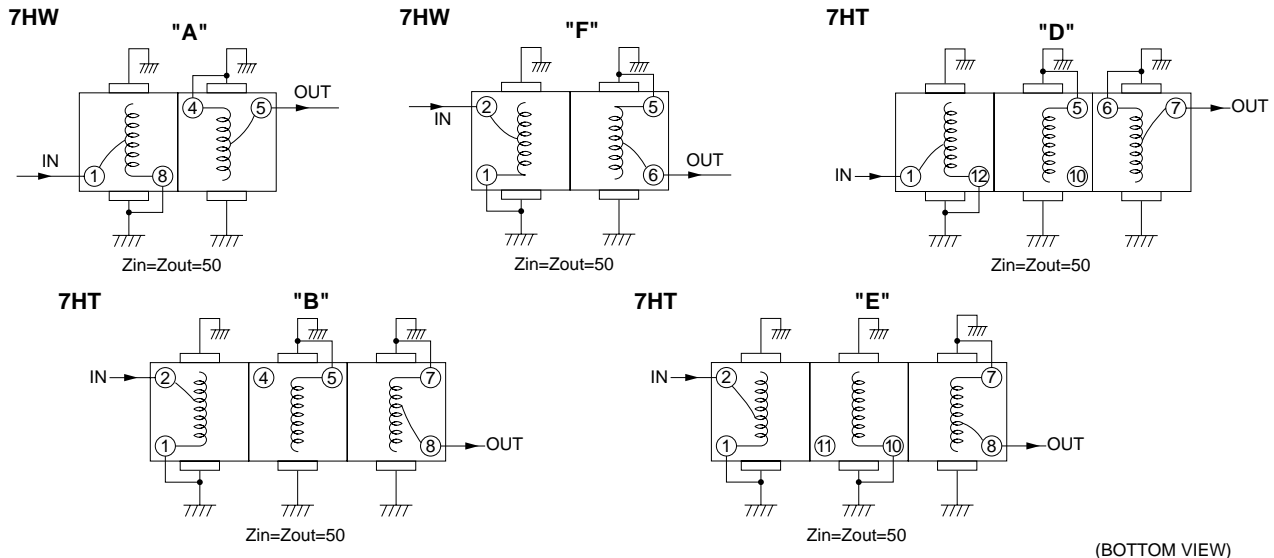 7HW
"A"
4
5
OUT
IN
1
8
Zin=Zout=50
7HW
"F"
IN
2
5
1
6
OUT
Zin=Zout=50
7HT
"D"
5
6
7
OUT
IN
1
12
10
Zin=Zout=50
7HT
"B"
IN
2
4
5
7
1
8
OUT
Zin=Zout=50
7HT
"E"
IN
2
7
1
11
10
8
OUT
Zin=Zout=50
(BOTTOM VIEW)